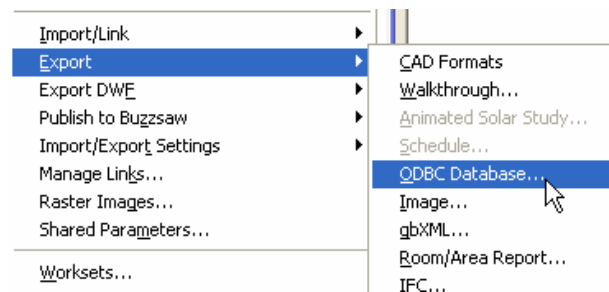 Import/Link
Export
Export DWF
Publish to Buzzsaw
Import/Export Settings
Manage Links...
Raster Images...
Shared Parameters...
Worksets...
CAD Formats
Walkthrough...
Animated Solar Study...
Schedule...
ODBC Database...
Image...
gbXML...
Room/Area Report...
IFC...